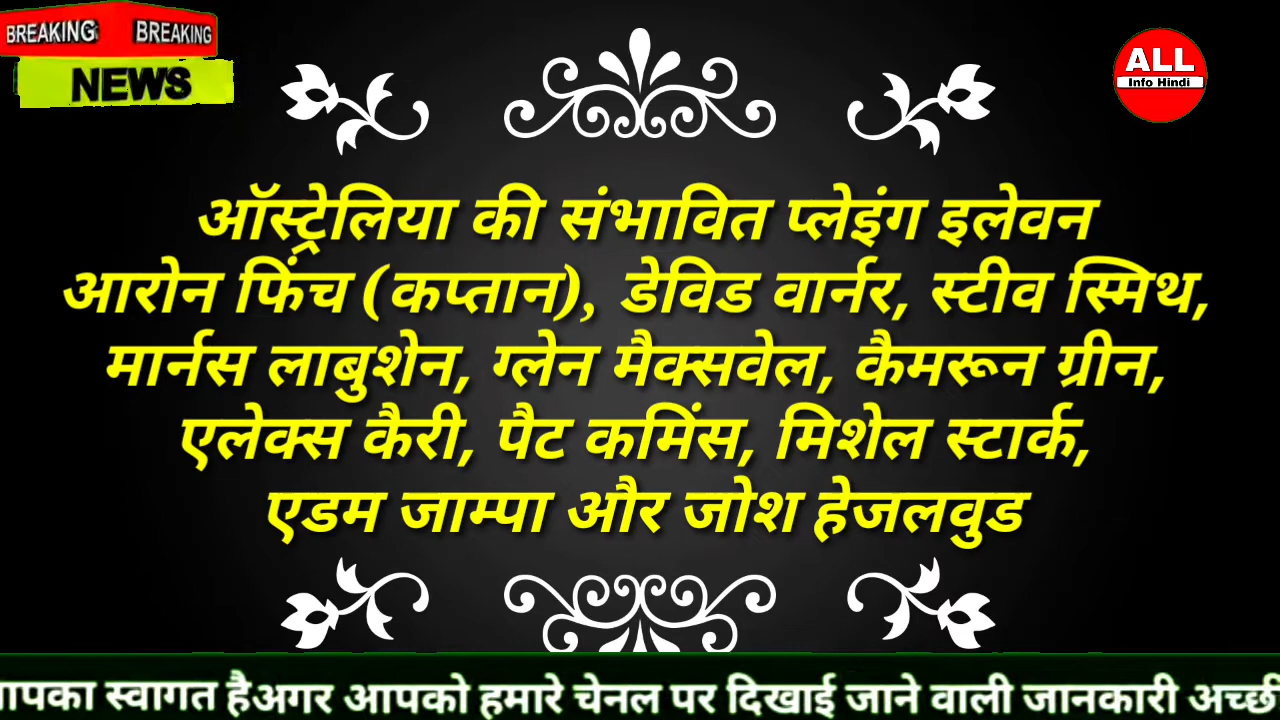 BREAKING BREAKING
NEWS
ALL
Info Hindi
ऑस्ट्रेलिया की संभावित प्लेइंग इलेवन
आरोन फिंच (कप्तान), डेविड वार्नर, स्टीव स्मिथ,
मार्नस लाबुशेन, ग्लेन मैक्सवेल, कैमरून ग्रीन,
एलेक्स कैरी, पैट कमिंस, मिशेल स्टार्क,
एडम जाम्पा और जोश हेजलवुड
स्वागत हैअगर आपको हमारे चेनल पर दिखाई जाने वाली जानकारी